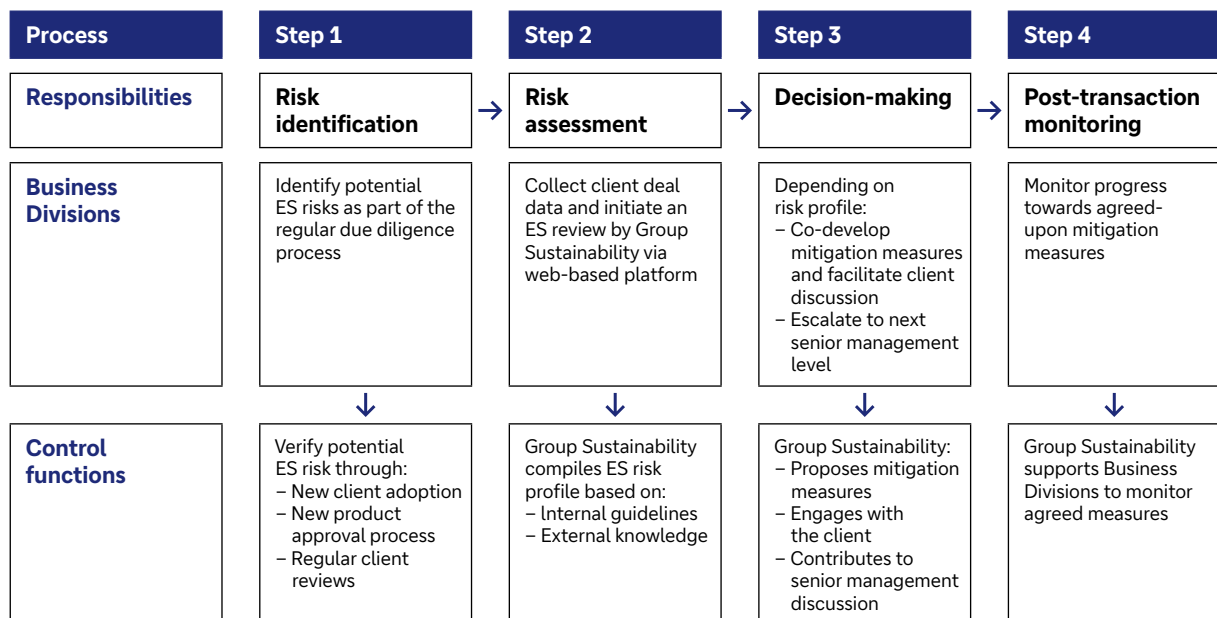 Process
Step 1
Step 2
Step 3
Step 4
Responsibilities
Risk
identification
Risk
assessment
Decision-making
Post-transaction
monitoring
Business
Divisions
Identify potential
ES risks as part of the
regular due diligence
process
Collect client deal
data and initiate an
ES review by Group
Sustainability via
web-based platform
Depending on
risk profile:
– Co-develop
mitigation measures
and facilitate client
discussion
– Escalate to next
senior management
level
Monitor progress
towards agreed-
upon mitigation
measures
Control
functions
Verify potential
ES risk through:
– New client adoption
– New product
approval process
– Regular client
reviews
Group Sustainability
compiles ES risk
profile based on:
– Internal guidelines
– External knowledge
Group Sustainability:
– Proposes mitigation
measures
– Engages with
the client
– Contributes to
senior management
discussion
Group Sustainability
supports Business
Divisions to monitor
agreed measures